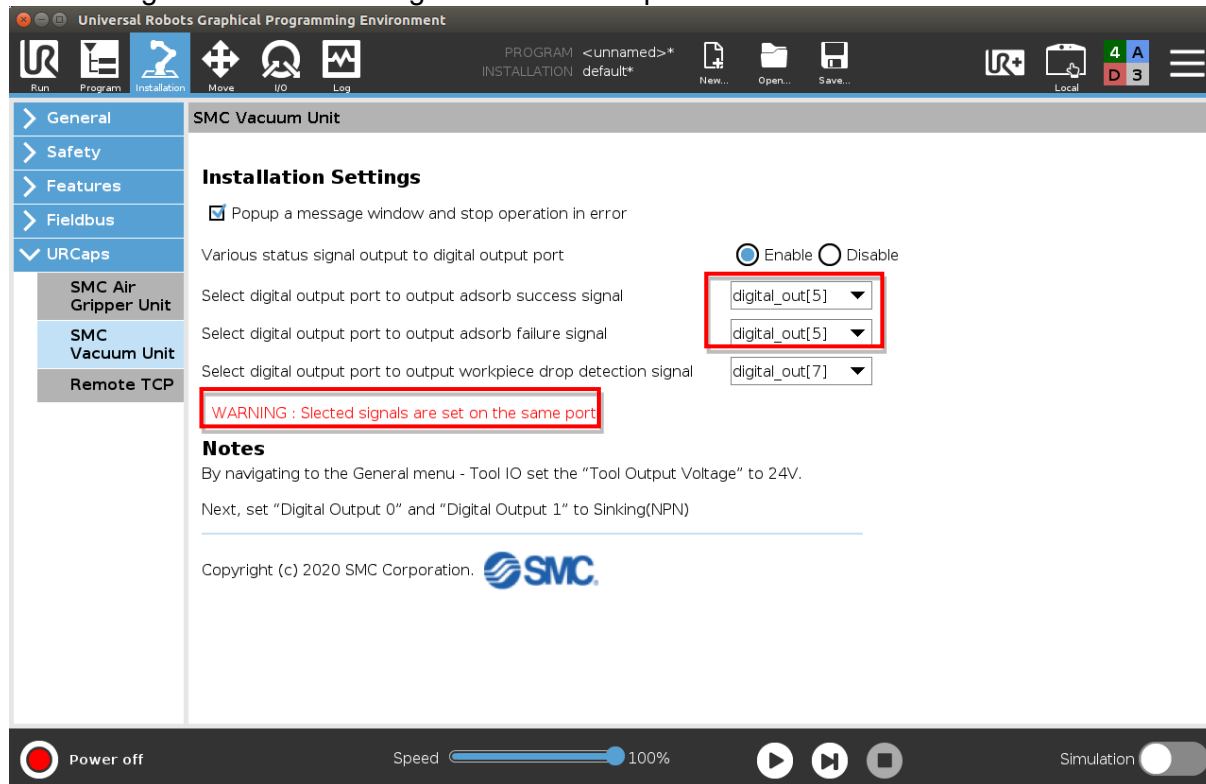 Universal Robots Graphical Programming Environment
PROGRAM <unnamed>*
INSTALLATION default*
Run
Program
Installation
Move
I/O
Log
New...
Open...
Save...
UR+
Local
4 A
D 3
General
Safety
Features
Fieldbus
URCaps
SMC Air
Gripper Unit
SMC
Vacuum Unit
Remote TCP
SMC Vacuum Unit
Installation Settings
Popup a message window and stop operation in error
Various status signal output to digital output port Enable Disable
Select digital output port to output adsorb success signal digital_out[5]
Select digital output port to output adsorb failure signal digital_out[5]
Select digital output port to output workpiece drop detection signal digital_out[7]
WARNING : Slected signals are set on the same port
Notes
By navigating to the General menu - Tool IO set the “Tool Output Voltage” to 24V.
Next, set “Digital Output 0” and “Digital Output 1” to Sinking(NPN)
Copyright (c) 2020 SMC Corporation. SMC.
Power off
Speed 100%
Simulation